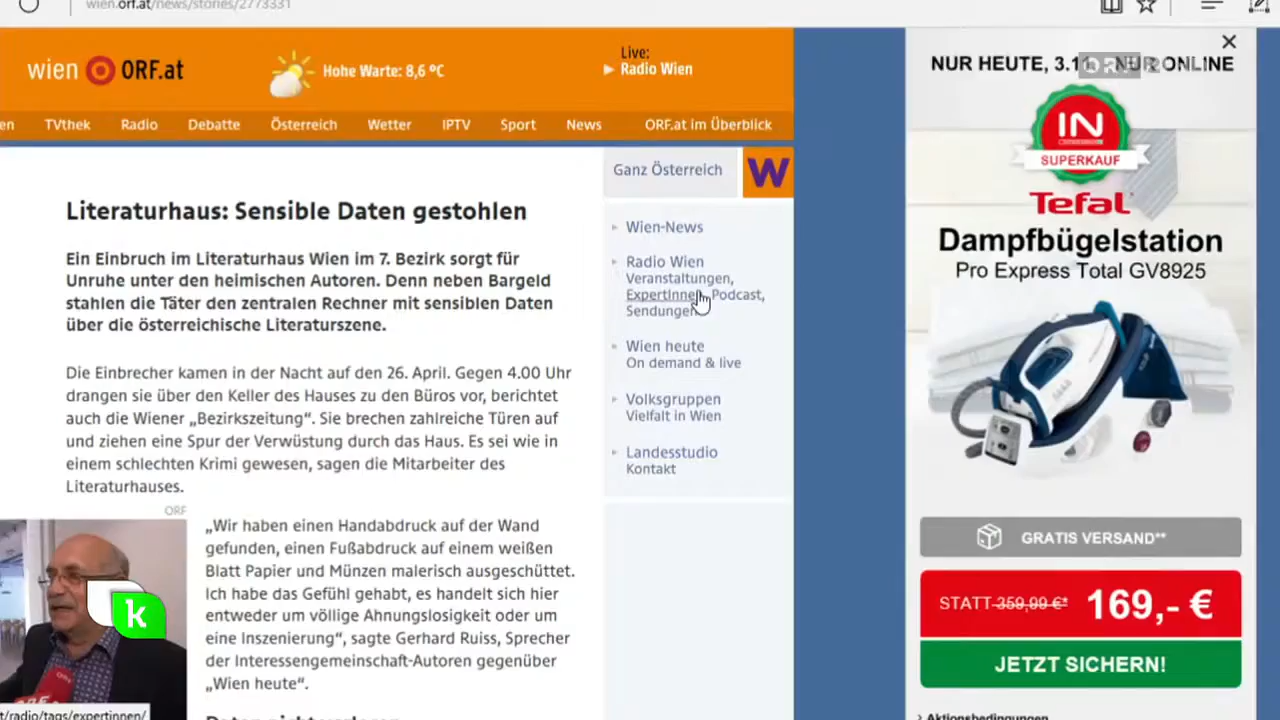 wien.orf.at/news/stories/2773331
wien ORF.at
Hohe Warte: 8,6 °C
Live:
Radio Wien
en TVthek Radio Debatte Österreich Wetter IPTV Sport News ORF.at im Überblick
Literaturhaus: Sensible Daten gestohlen
Ein Einbruch im Literaturhaus Wien im 7. Bezirk sorgt für
Unruhe unter den heimischen Autoren. Denn neben Bargeld
stahlen die Täter den zentralen Rechner mit sensiblen Daten
über die österreichische Literaturszene.
Die Einbrecher kamen in der Nacht auf den 26. April. Gegen 4.00 Uhr
drangen sie über den Keller des Hauses zu den Büros vor, berichtet
auch die Wiener „Bezirkszeitung“. Sie brechen zahlreiche Türen auf
und ziehen eine Spur der Verwüstung durch das Haus. Es sei wie in
einem schlechten Krimi gewesen, sagen die Mitarbeiter des
Literaturhauses.
ORF
„Wir haben einen Handabdruck auf der Wand
gefunden, einen Fußabdruck auf einem weißen
Blatt Papier und Münzen malerisch ausgeschüttet.
Ich habe das Gefühl gehabt, es handelt sich hier
entweder um völlige Ahnungslosigkeit oder um
eine Inszenierung“, sagte Gerhard Ruiss, Sprecher
der Interessengemeinschaft-Autoren gegenüber
„Wien heute“.
k
t/radio/tags/expertinnen/
Ganz Österreich
W
Wien-News
Radio Wien
Veranstaltungen,
ExpertInnen, Podcast,
Sendungen
Wien heute
On demand & live
Volksgruppen
Vielfalt in Wien
Landesstudio
Kontakt
NUR HEUTE, 3.11. NUR ONLINE
ORF
IN
SUPERKAUF
Tefal
Dampfbügelstation
Pro Express Total GV8925
GRATIS VERSAND**
STATT 359,99 €* 169,- €
JETZT SICHERN!
Aktionsbedingungen